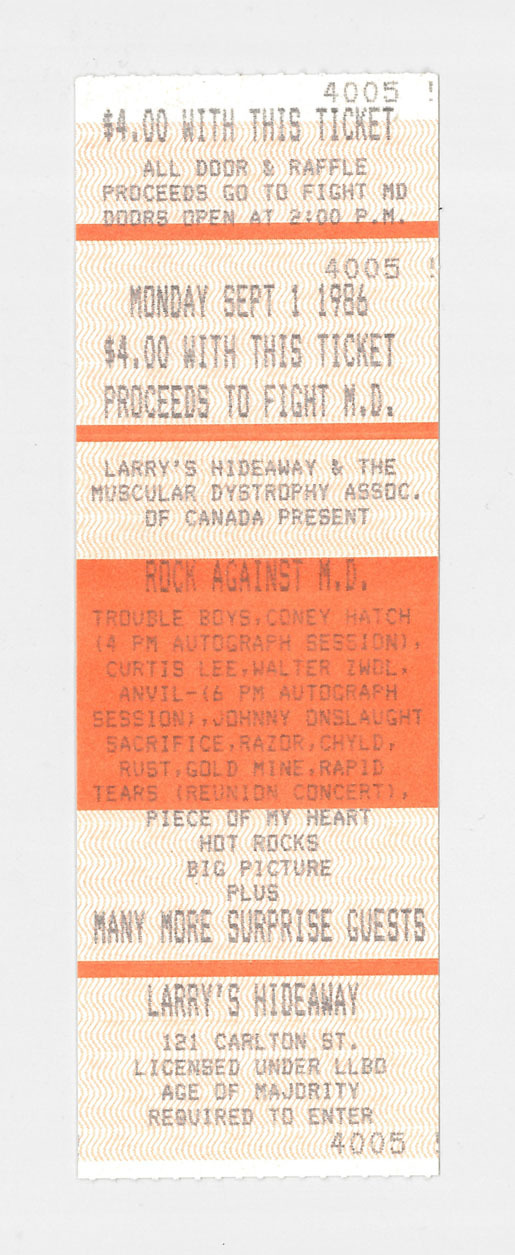 4005 !
$4.00 WITH THIS TICKET
ALL DOOR & RAFFLE
PROCEEDS GO TO FIGHT MD
DOORS OPEN AT 2:00 P.M.
4005 !
MONDAY SEPT 1 1986
$4.00 WITH THIS TICKET
PROCEEDS TO FIGHT M.D.
LARRY'S HIDEAWAY & THE
MUSCULAR DYSTROPHY ASSOC.
OF CANADA PRESENT
ROCK AGAINST M.D.
TROUBLE BOYS,CONEY HATCH
(4 PM AUTOGRAPH SESSION),
CURTIS LEE,WALTER ZWOL,
ANVIL-(6 PM AUTOGRAPH
SESSION),JOHNNY ONSLAUGHT
SACRIFICE,RAZOR,CHYLD,
RUST,GOLD MINE,RAPID
TEARS (REUNION CONCERT),
PIECE OF MY HEART
HOT ROCKS
BIG PICTURE
PLUS
MANY MORE SURPRISE GUESTS
LARRY'S HIDEAWAY
121 CARLTON ST.
LICENSED UNDER LLBO
AGE OF MAJORITY
REQUIRED TO ENTER
4005 !